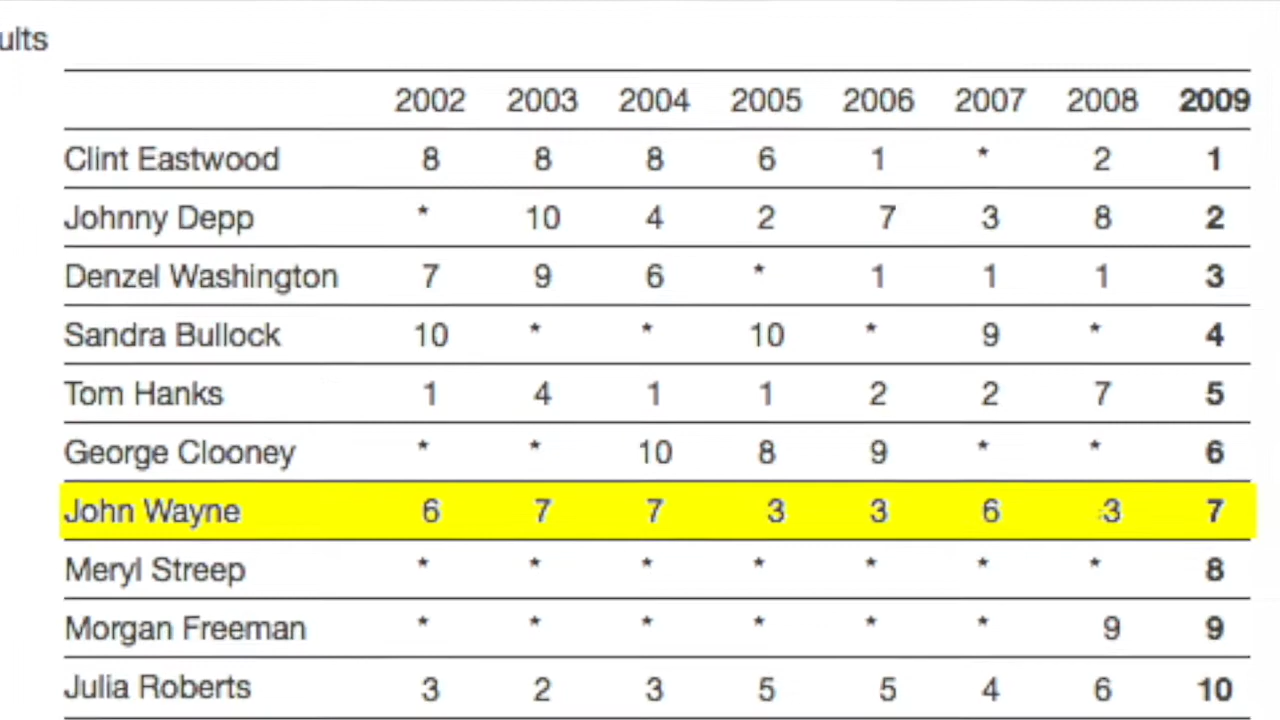 ults
2002 2003 2004 2005 2006 2007 2008 2009
Clint Eastwood 8 8 8 6 1 * 2 1
Johnny Depp * 10 4 2 7 3 8 2
Denzel Washington 7 9 6 * 1 1 1 3
Sandra Bullock 10 * * 10 * 9 * 4
Tom Hanks 1 4 1 1 2 2 7 5
George Clooney * * 10 8 9 * * 6
John Wayne 6 7 7 3 3 6 3 7
Meryl Streep * * * * * * * 8
Morgan Freeman * * * * * * 9 9
Julia Roberts 3 2 3 5 5 4 6 10